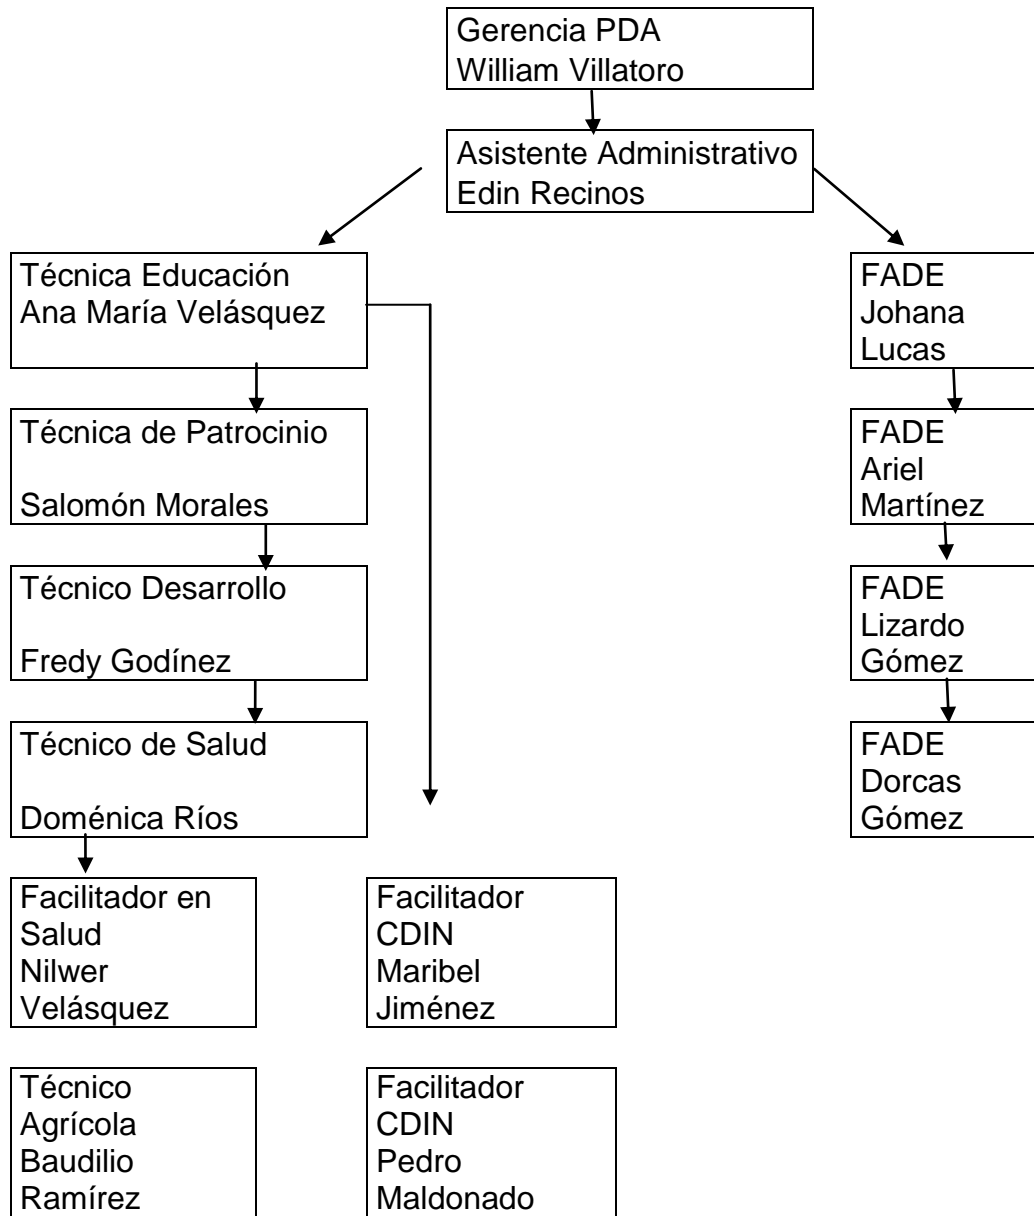 Gerencia PDA
William Villatoro
Asistente Administrativo
Edin Recinos
Técnica Educación
Ana María Velásquez
FADE
Johana
Lucas
Técnica de Patrocinio
Salomón Morales
FADE
Ariel
Martínez
Técnico Desarrollo
Fredy Godínez
FADE
Lizardo
Gómez
Técnico de Salud
Doménica Ríos
FADE
Dorcas
Gómez
Facilitador en
Salud
Nilwer
Velásquez
Facilitador
CDIN
Maribel
Jiménez
Técnico
Agrícola
Baudilio
Ramírez
Facilitador
CDIN
Pedro
Maldonado